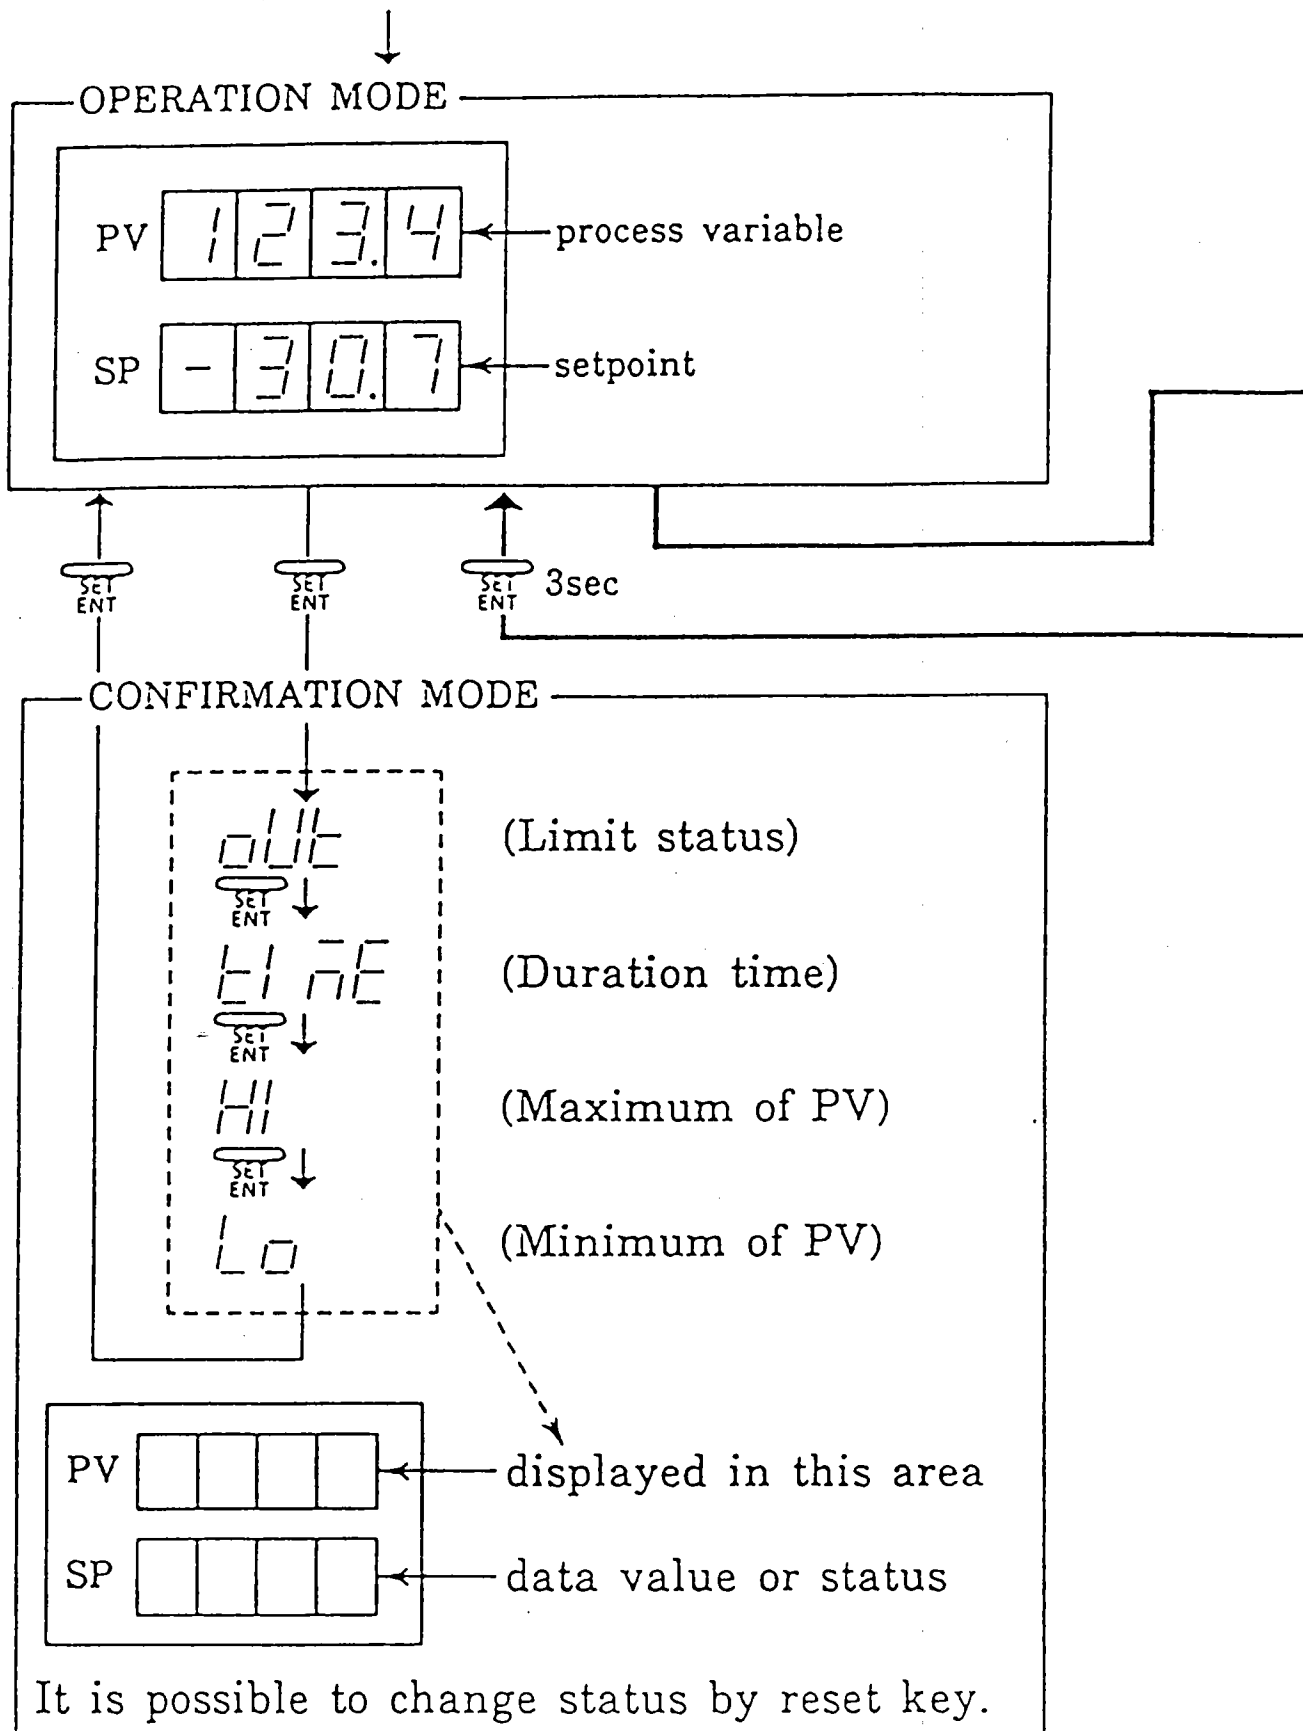 OPERATION MODE
PV 123.4 process variable
SP -30.7 setpoint
SET SET SET 3sec
ENT ENT ENT
CONFIRMATION MODE
oUt (Limit status)
SET
ENT
tI mE (Duration time)
SET
ENT
HI (Maximum of PV)
SET
ENT
Lo (Minimum of PV)
PV displayed in this area
SP data value or status
It is possible to change status by reset key.